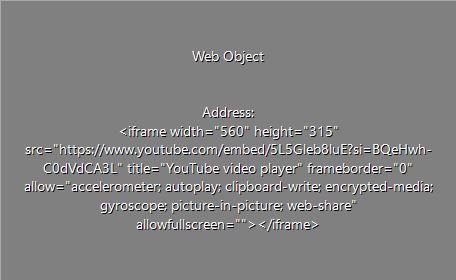 Web Object
Address:
<iframe width="560" height="315"
src="https://www.youtube.com/embed/5L5Gleb8luE?si=BQeHwh-
C0dVdCA3L" title="YouTube video player" frameborder="0"
allow="accelerometer; autoplay; clipboard-write; encrypted-media;
gyroscope; picture-in-picture; web-share"
allowfullscreen=""></iframe>